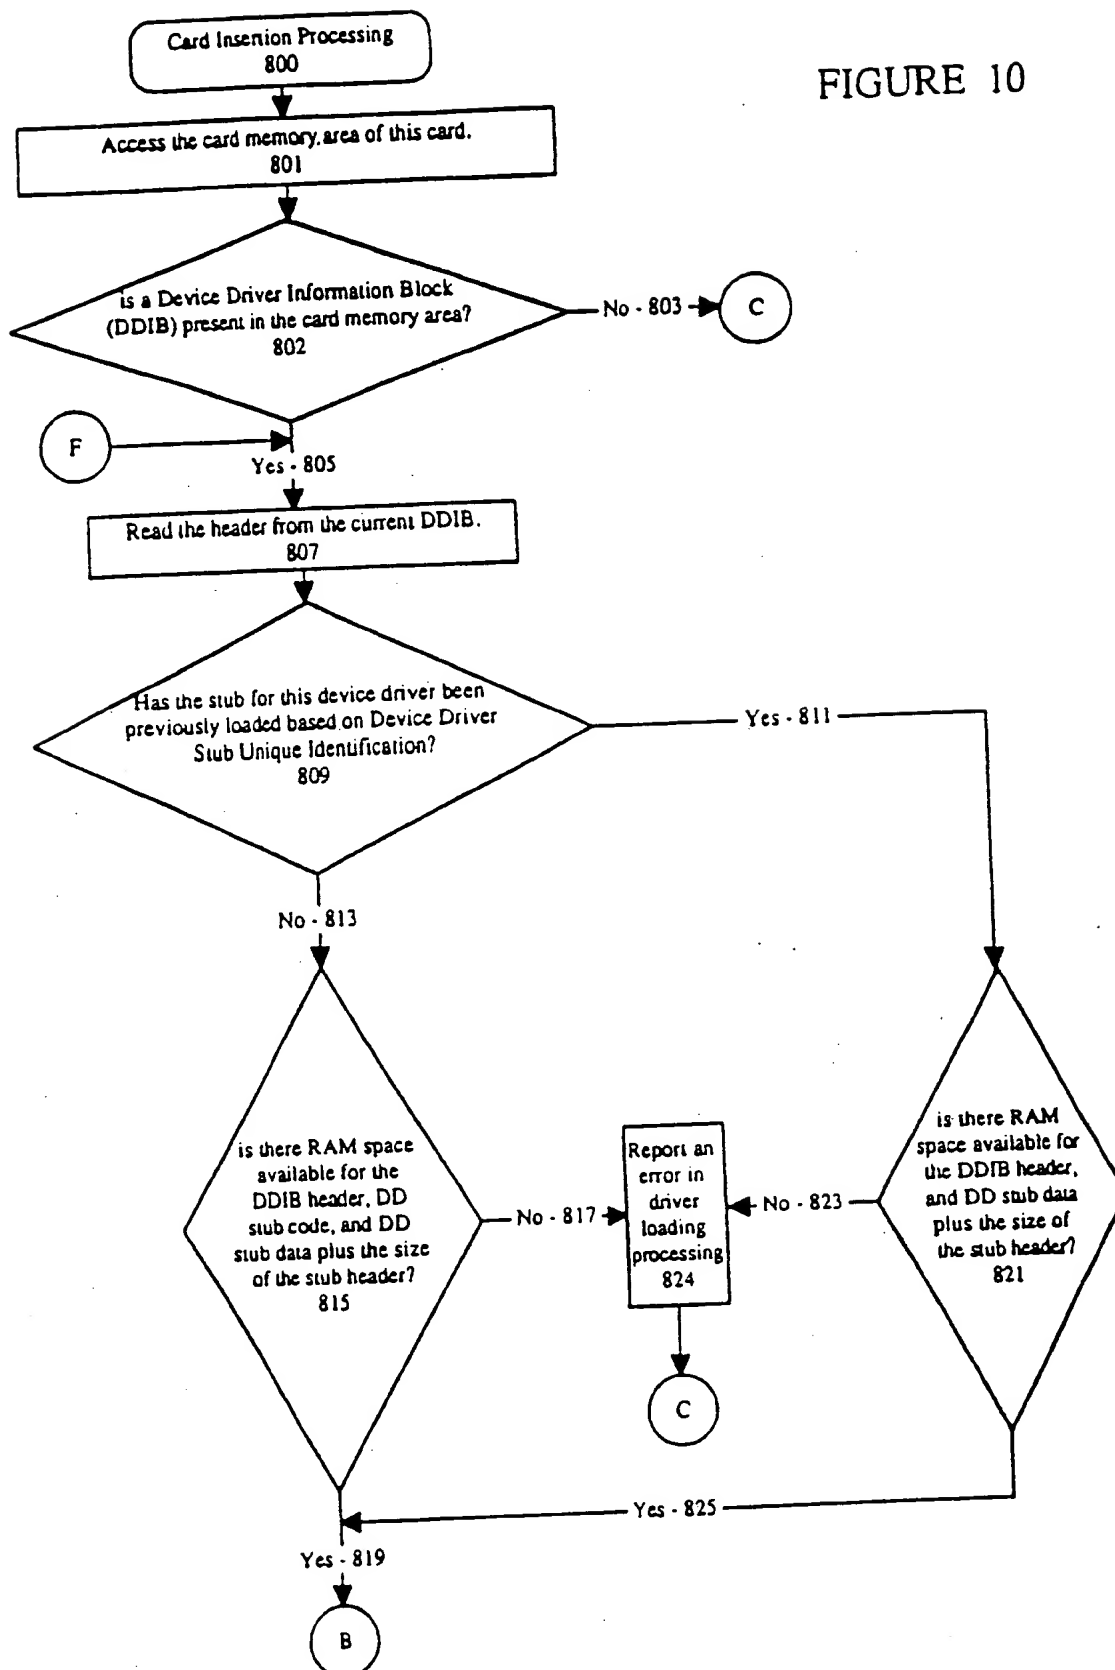 FIGURE 10
Card Insertion Processing
800
Access the card memory area of this card.
801
is a Device Driver Information Block
(DDIB) present in the card memory area?
802
No - 803
C
F
Yes - 805
Read the header from the current DDIB.
807
Has the stub for this device driver been
previously loaded based on Device Driver
Stub Unique Identification?
809
Yes - 811
No - 813
is there RAM space
available for the
DDIB header, DD
stub code, and DD
stub data plus the size
of the stub header?
815
No - 817
Report an
error in
driver
loading
processing
824
No - 823
is there RAM
space available for
the DDIB header,
and DD stub data
plus the size of
the stub header?
821
C
Yes - 825
Yes - 819
B